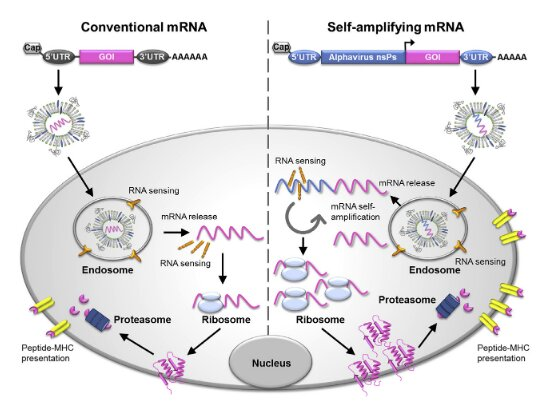 Conventional mRNA
Self-amplifying mRNA
Cap
5'UTR
GOI
3'UTR
AAAAAA
Cap
5'UTR
Alphavirus nsPs
GOI
3'UTR
AAAAA
RNA sensing
mRNA release
RNA sensing
Endosome
Ribosome
Proteasome
Peptide-MHC
presentation
RNA sensing
mRNA release
mRNA self-
amplification
Endosome
RNA sensing
Ribosome
Proteasome
Peptide-MHC
presentation
Nucleus